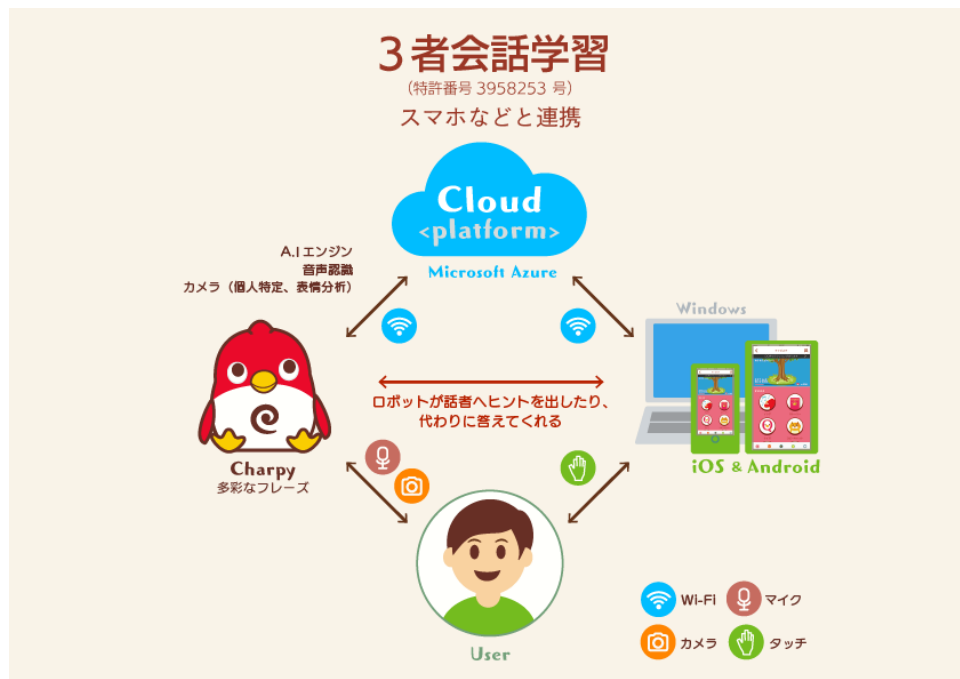 3者会話学習
(特許番号 3958253 号)
スマホなどと連携
Cloud
<platform>
Microsoft Azure
A.I エンジン
音声認識
カメラ(個人特定、表情分析)
Windows
ロボットが話者へヒントを出したり、
代わりに答えてくれる
Charpy
多彩なフレーズ
iOS & Android
User
Wi-Fi
マイク
カメラ
タッチ